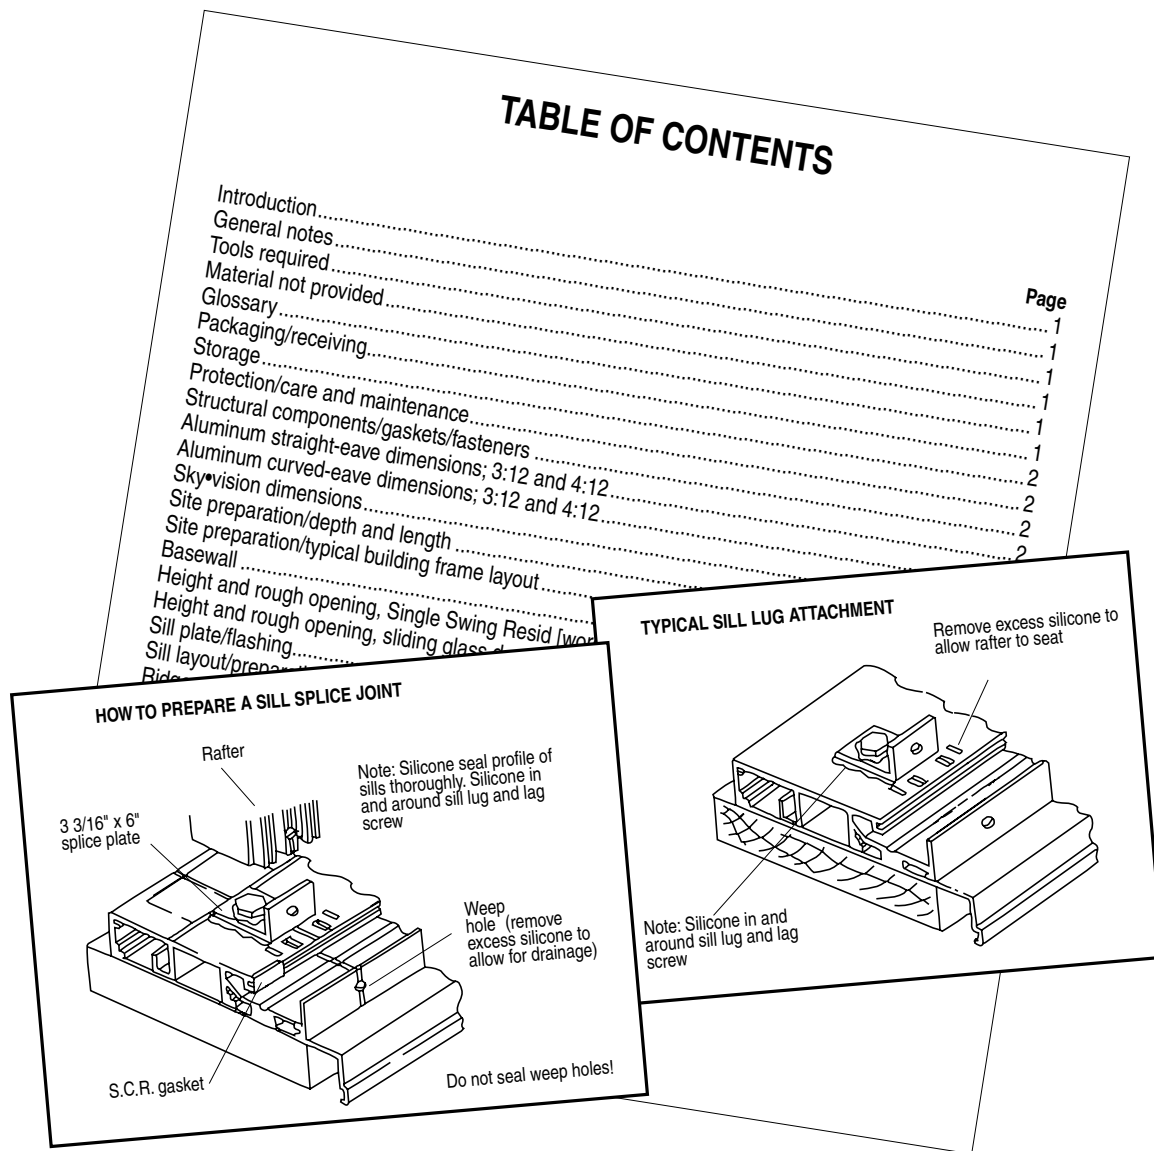 TABLE OF CONTENTS
Page
Introduction 1
General notes 1
Tools required 1
Material not provided 1
Glossary 1
Packaging/receiving 1
Storage 2
Protection/care and maintenance 2
Structural components/gaskets/fasteners 2
Aluminum straight-eave dimensions; 3:12 and 4:12 2
Aluminum curved-eave dimensions; 3:12 and 4:12
Sky•vision dimensions
Site preparation/depth and length
Site preparation/typical building frame layout
Basewall
Height and rough opening, Single Swing Resid
Height and rough opening, sliding glass
Sill plate/flashing
HOW TO PREPARE A SILL SPLICE JOINT
Rafter
Note: Silicone seal profile of
sills thoroughly. Silicone in
and around sill lug and lag
screw
3 3/16" x 6"
splice plate
Weep
hole (remove
excess silicone to
allow for drainage)
S.C.R. gasket
Do not seal weep holes!
TYPICAL SILL LUG ATTACHMENT
Remove excess silicone to
allow rafter to seat
Note: Silicone in and
around sill lug and lag
screw